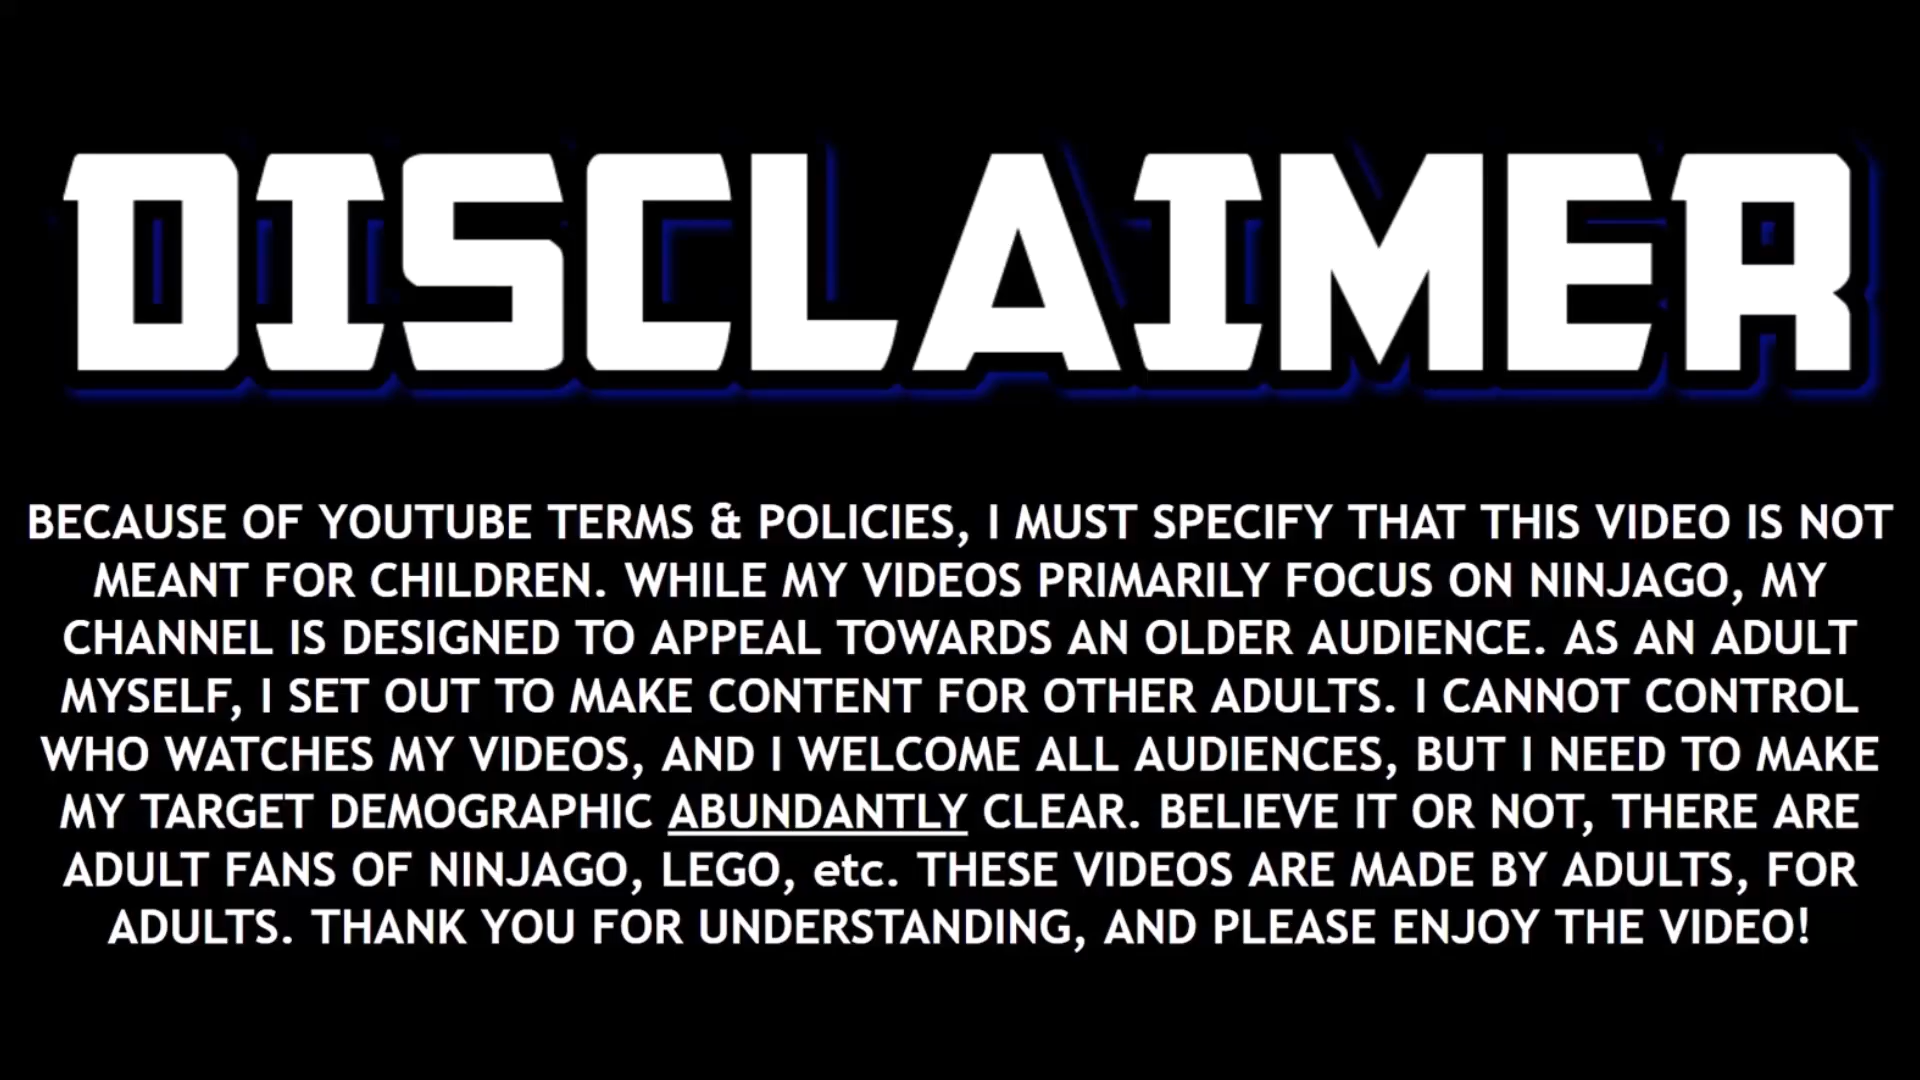 DISCLAIMER
BECAUSE OF YOUTUBE TERMS & POLICIES, I MUST SPECIFY THAT THIS VIDEO IS NOT
MEANT FOR CHILDREN. WHILE MY VIDEOS PRIMARILY FOCUS ON NINJAGO, MY
CHANNEL IS DESIGNED TO APPEAL TOWARDS AN OLDER AUDIENCE. AS AN ADULT
MYSELF, I SET OUT TO MAKE CONTENT FOR OTHER ADULTS. I CANNOT CONTROL
WHO WATCHES MY VIDEOS, AND I WELCOME ALL AUDIENCES, BUT I NEED TO MAKE
MY TARGET DEMOGRAPHIC ABUNDANTLY CLEAR. BELIEVE IT OR NOT, THERE ARE
ADULT FANS OF NINJAGO, LEGO, etc. THESE VIDEOS ARE MADE BY ADULTS, FOR
ADULTS. THANK YOU FOR UNDERSTANDING, AND PLEASE ENJOY THE VIDEO!